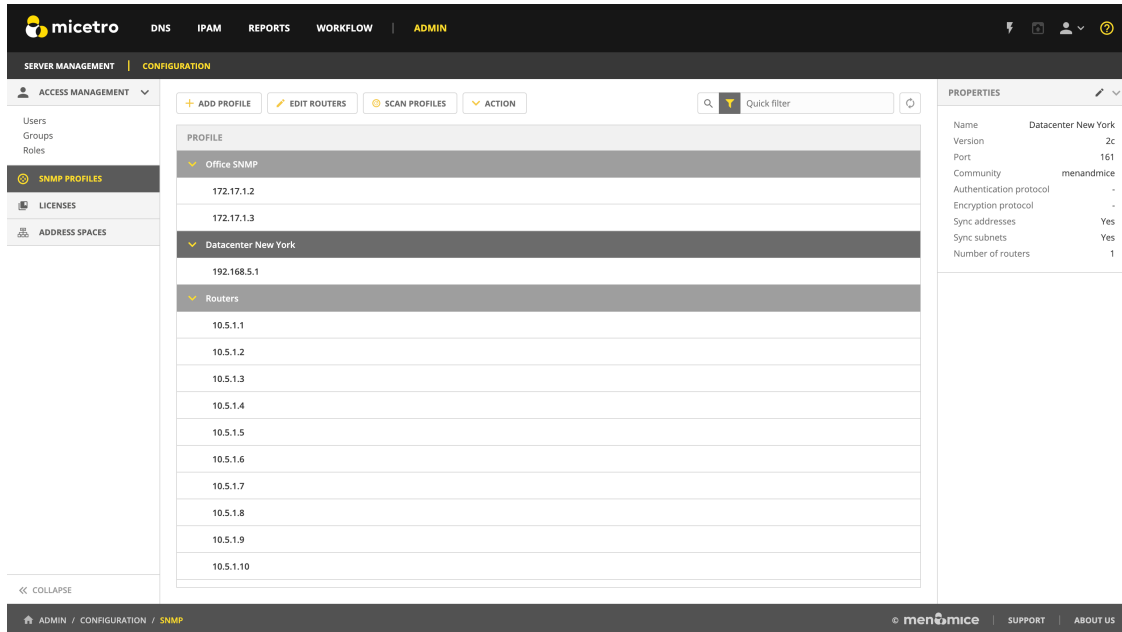 micetro DNS IPAM REPORTS WORKFLOW | ADMIN
SERVER MANAGEMENT | CONFIGURATION
ACCESS MANAGEMENT
Users
Groups
Roles
SNMP PROFILES
LICENSES
ADDRESS SPACES
COLLAPSE
ADD PROFILE EDIT ROUTERS SCAN PROFILES ACTION Quick filter
PROFILE
Office SNMP
172.17.1.2
172.17.1.3
Datacenter New York
192.168.5.1
Routers
10.5.1.1
10.5.1.2
10.5.1.3
10.5.1.4
10.5.1.5
10.5.1.6
10.5.1.7
10.5.1.8
10.5.1.9
10.5.1.10
PROPERTIES
Name Datacenter New York
Version 2c
Port 161
Community menandmice
Authentication protocol -
Encryption protocol -
Sync addresses Yes
Sync subnets Yes
Number of routers 1
ADMIN / CONFIGURATION / SNMP © men&mice | SUPPORT | ABOUT US